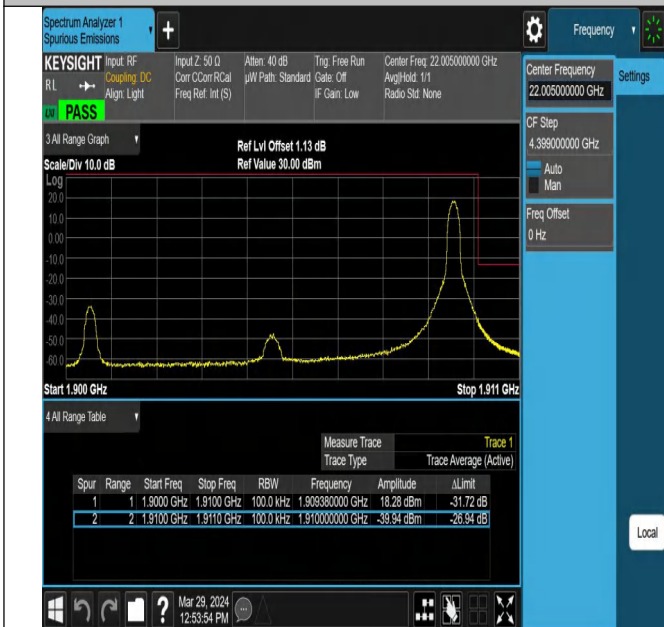 Spectrum Analyzer 1
Spurious Emissions
Frequency
KEYSIGHT
RL
Input: RF
Coupling: DC
Align: Light
Input Z: 50 Ω
Corr CCorr RCal
Freq Ref: Int (S)
Atten: 40 dB
µW Path: Standard
Trig: Free Run
Gate: Off
IF Gain: Low
Center Freq: 22.005000000 GHz
Avg|Hold: 1/1
Radio Std: None
PASS
Center Frequency
22.005000000 GHz
Settings
CF Step
4.399000000 GHz
Auto
Man
Freq Offset
0 Hz
3 All Range Graph
Ref Lvl Offset 1.13 dB
Scale/Div 10.0 dB
Ref Value 30.00 dBm
Log
20.0
10.0
0.00
-10.0
-20.0
-30.0
-40.0
-50.0
-60.0
Start 1.900 GHz
Stop 1.911 GHz
4 All Range Table
Measure Trace Trace 1
Trace Type Trace Average (Active)
Spur Range Start Freq Stop Freq RBW Frequency Amplitude ΔLimit
1 1 1.9000 GHz 1.9100 GHz 100.0 kHz 1.909380000 GHz 18.28 dBm -31.72 dB
2 2 1.9100 GHz 1.9110 GHz 100.0 kHz 1.910000000 GHz -39.94 dBm -26.94 dB
Local
?
Mar 29, 2024
12:53:54 PM